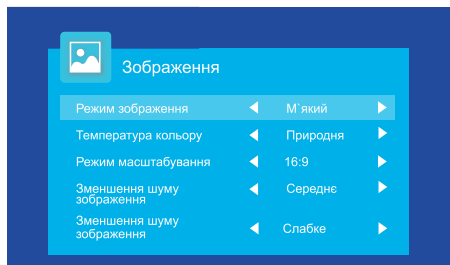 Зображення
Режим зображення М`який
Температура кольору Природня
Режим масштабування 16:9
Зменшення шуму
зображення Середнє
Зменшення шуму
зображення Слабке